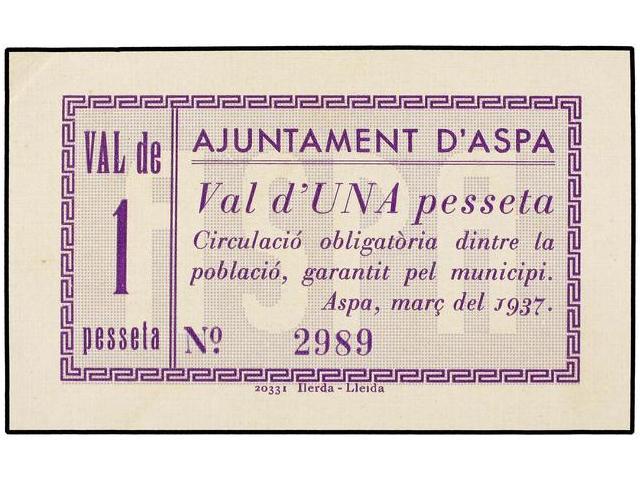 VAL de
1
pesseta
AJUNTAMENT D'ASPA
Val d'UNA pesseta
Circulació obligatòria dintre la
població, garantit pel municipi.
Aspa, març del 1937.
Nº 2989
ASPA
20331 Ilerda - Lleida